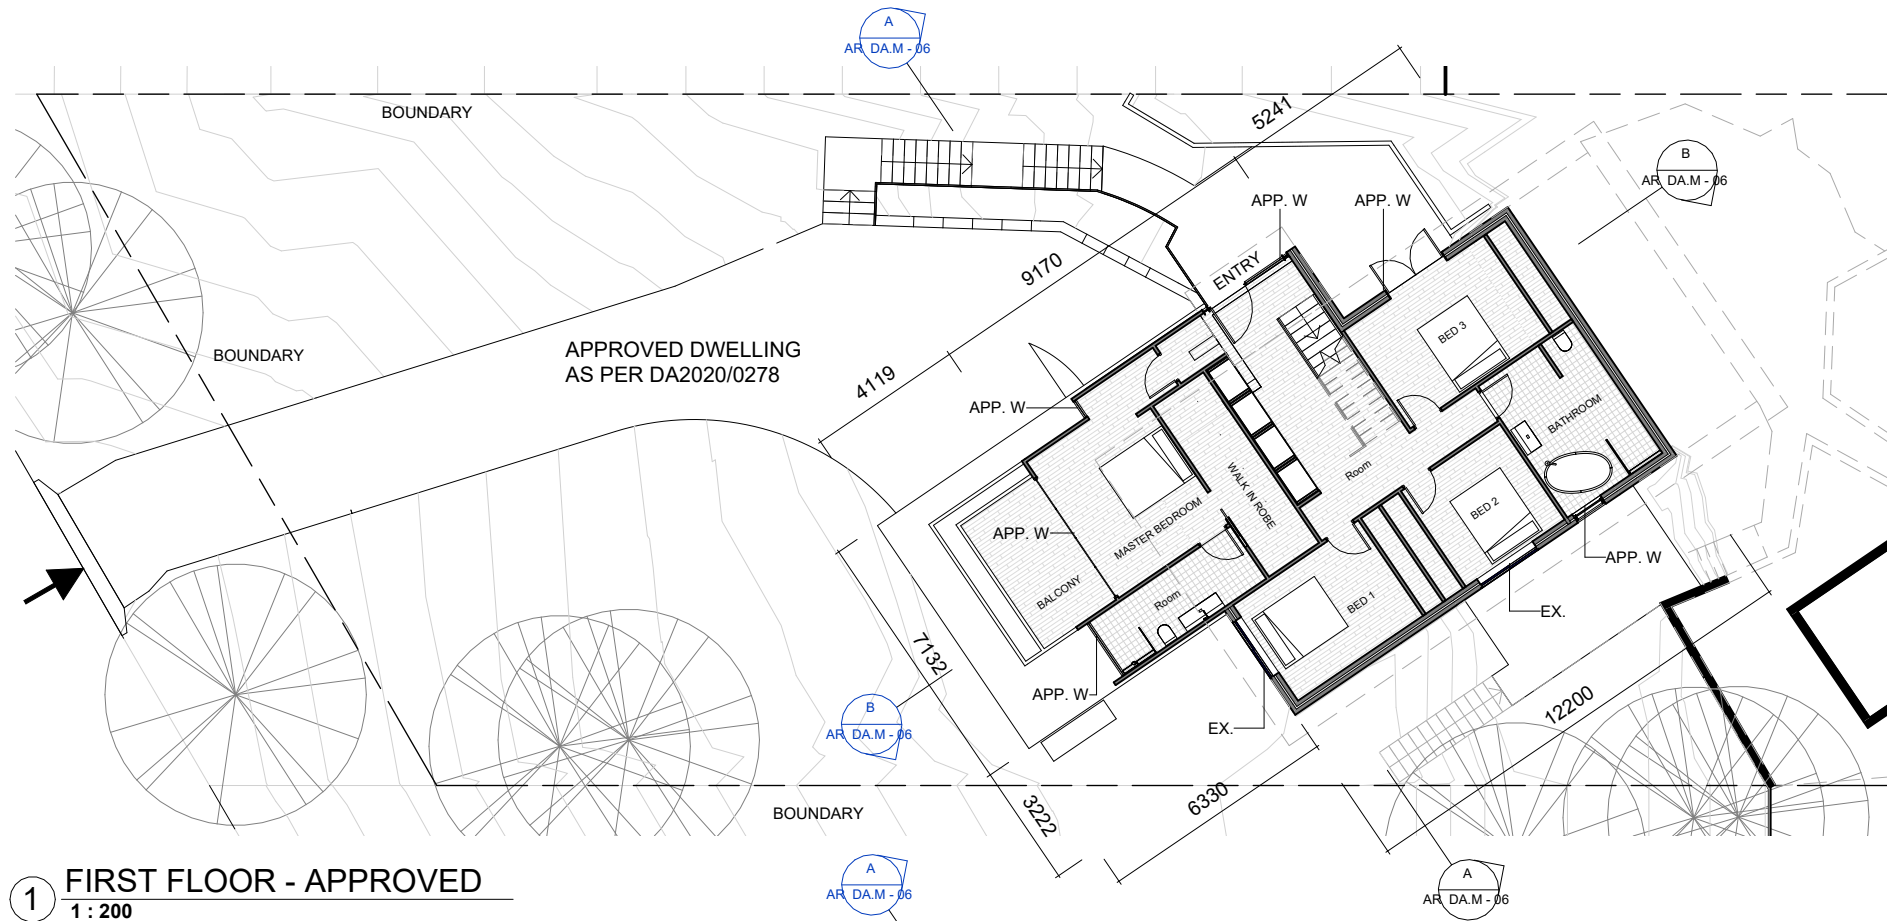 A
AR DA.M - 06
BOUNDARY
5241
B
AR DA.M - 06
APP. W
APP. W
ENTRY
9170
BOUNDARY
APPROVED DWELLING
AS PER DA2020/0278
4119
APP. W
BED 3
BATHROOM
Room
WALK IN ROBE
BED 2
MASTER BEDROOM
APP. W
APP. W
BALCONY
Room
BED 1
EX.
7132
APP. W
EX.
12200
B
AR DA.M - 06
6330
3222
BOUNDARY
1
FIRST FLOOR - APPROVED
1 : 200
A
AR DA.M - 06
A
AR DA.M - 06